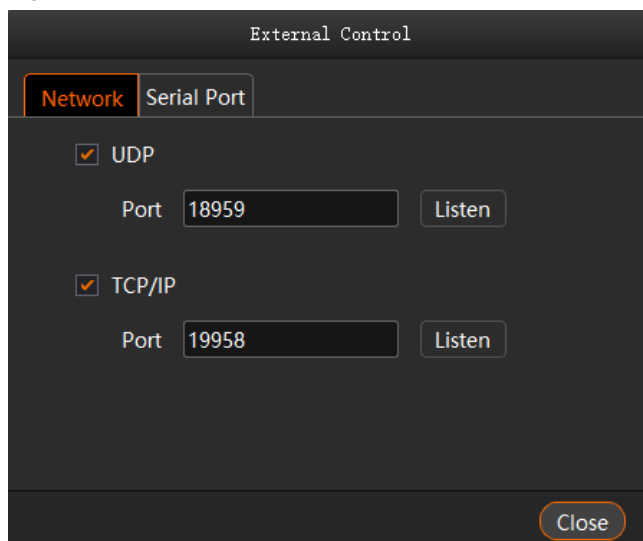 External Control
Network Serial Port
UDP
Port 18959 Listen
TCP/IP
Port 19958 Listen
Close